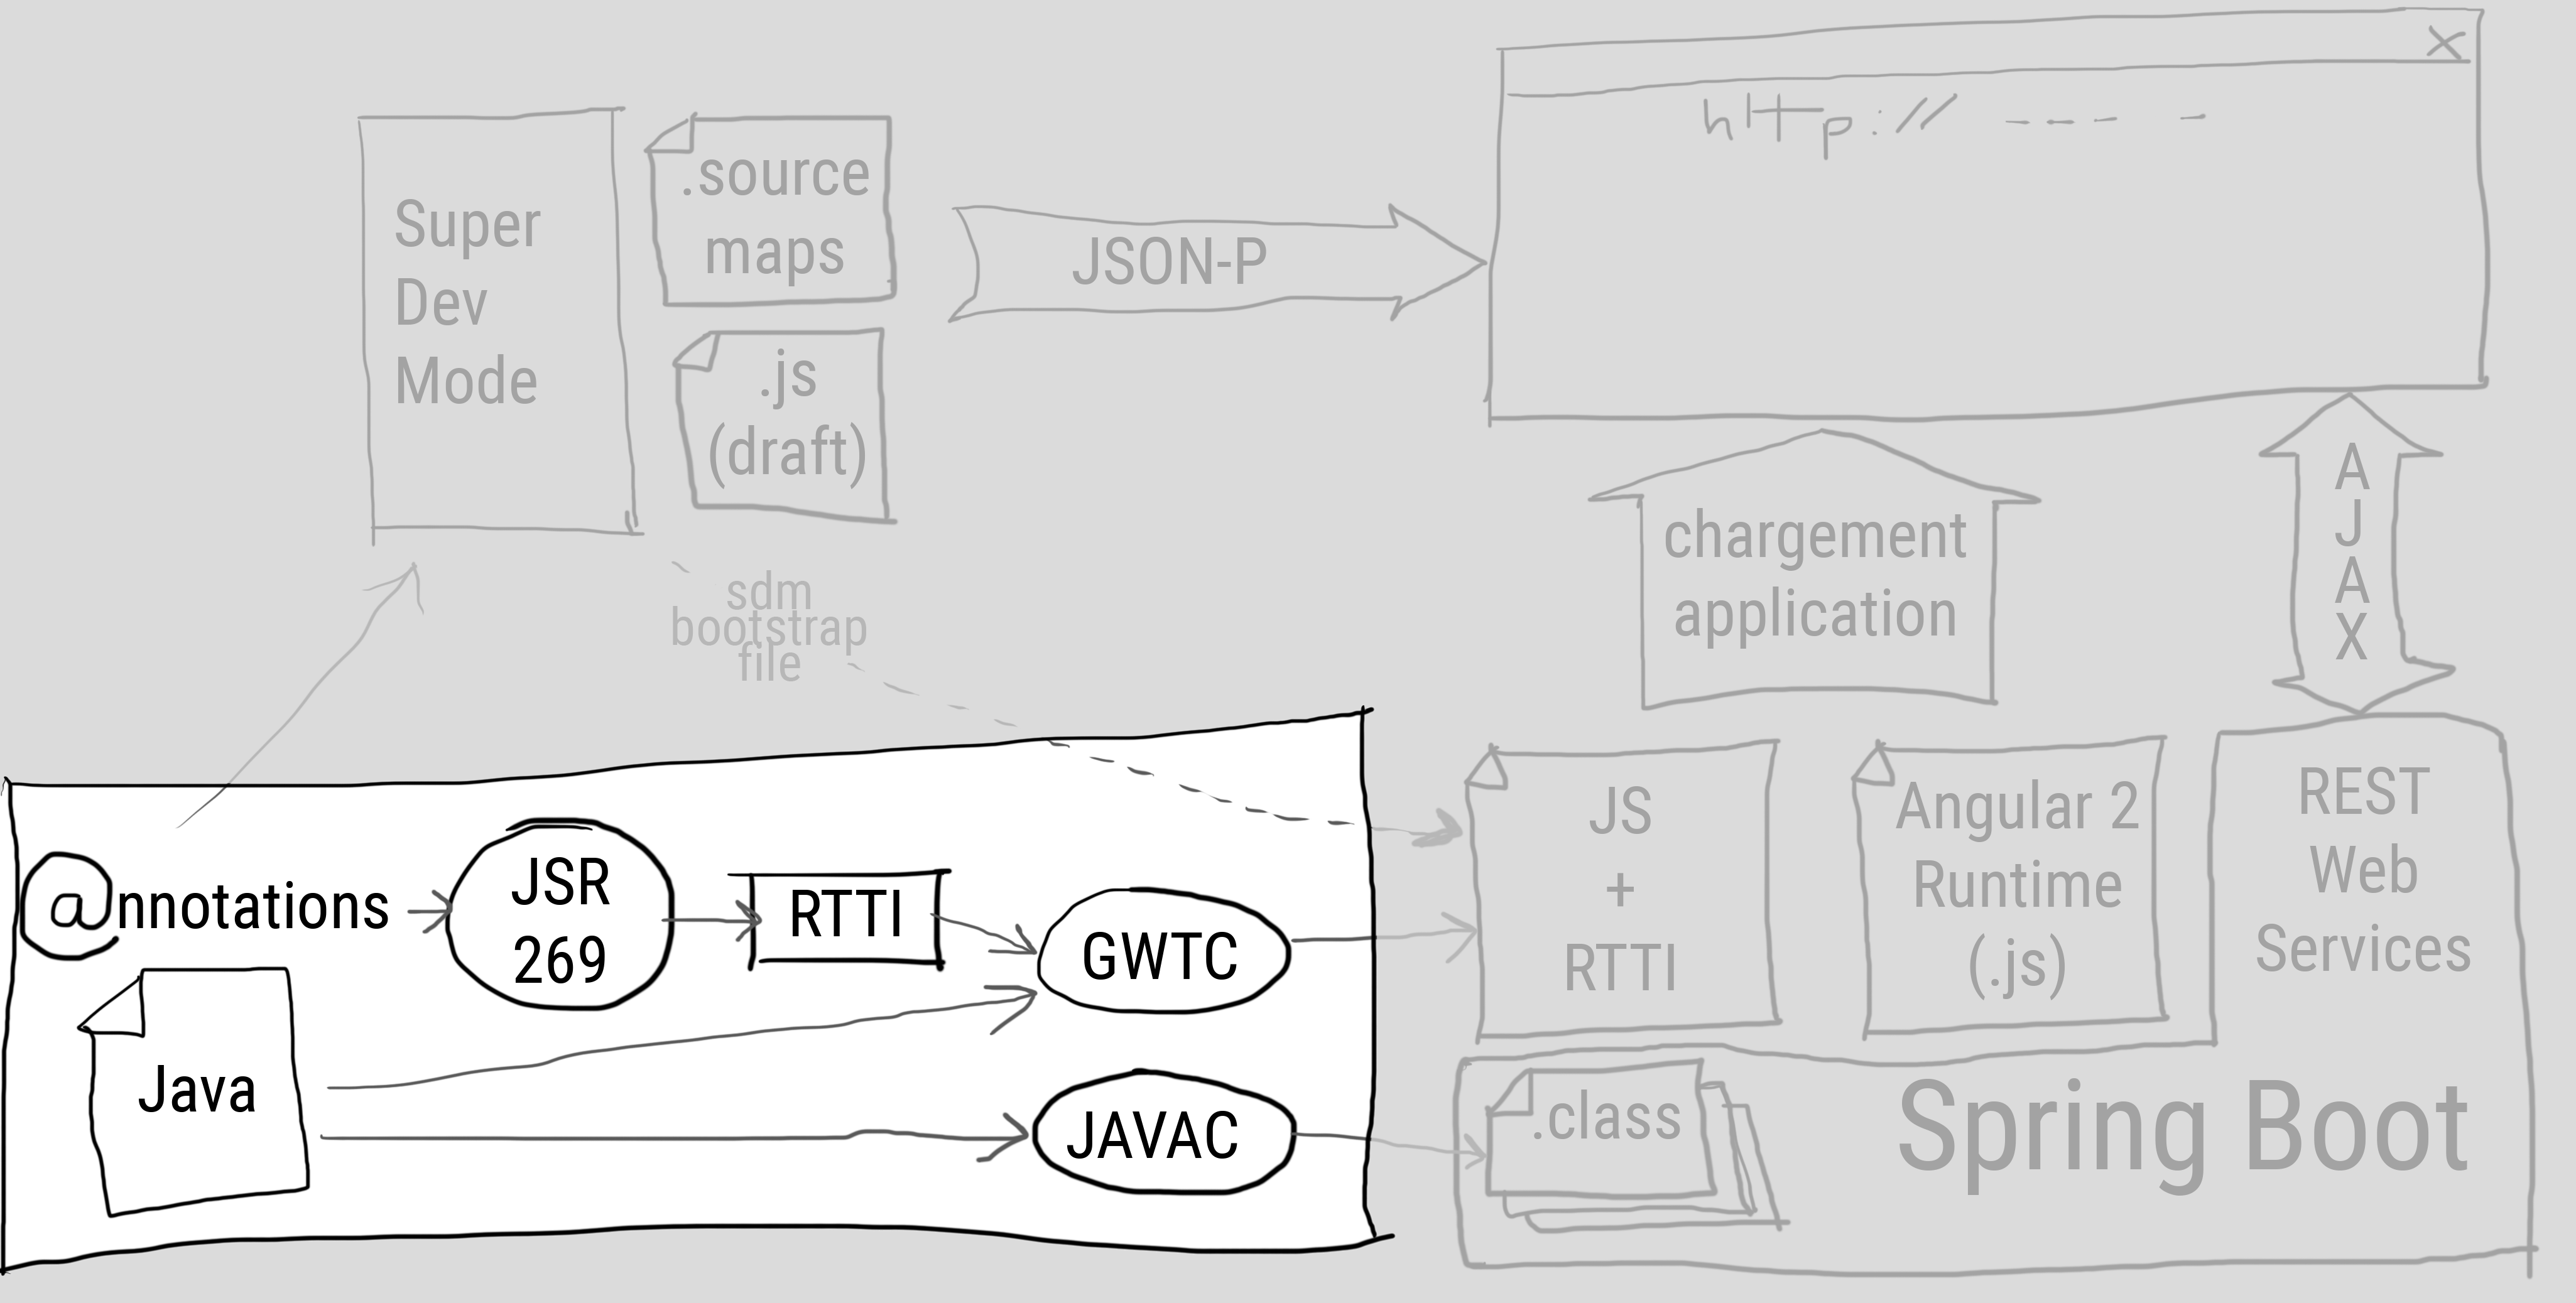 X
http:// ---- -
Super
Dev
Mode
.source
maps
.js
(draft)
JSON-P
chargement
application
A
J
A
X
sdm
bootstrap
file
@nnotations
JSR
269
RTTI
GWTC
Java
JAVAC
JS
+
RTTI
Angular 2
Runtime
(.js)
REST
Web
Services
.class
Spring Boot